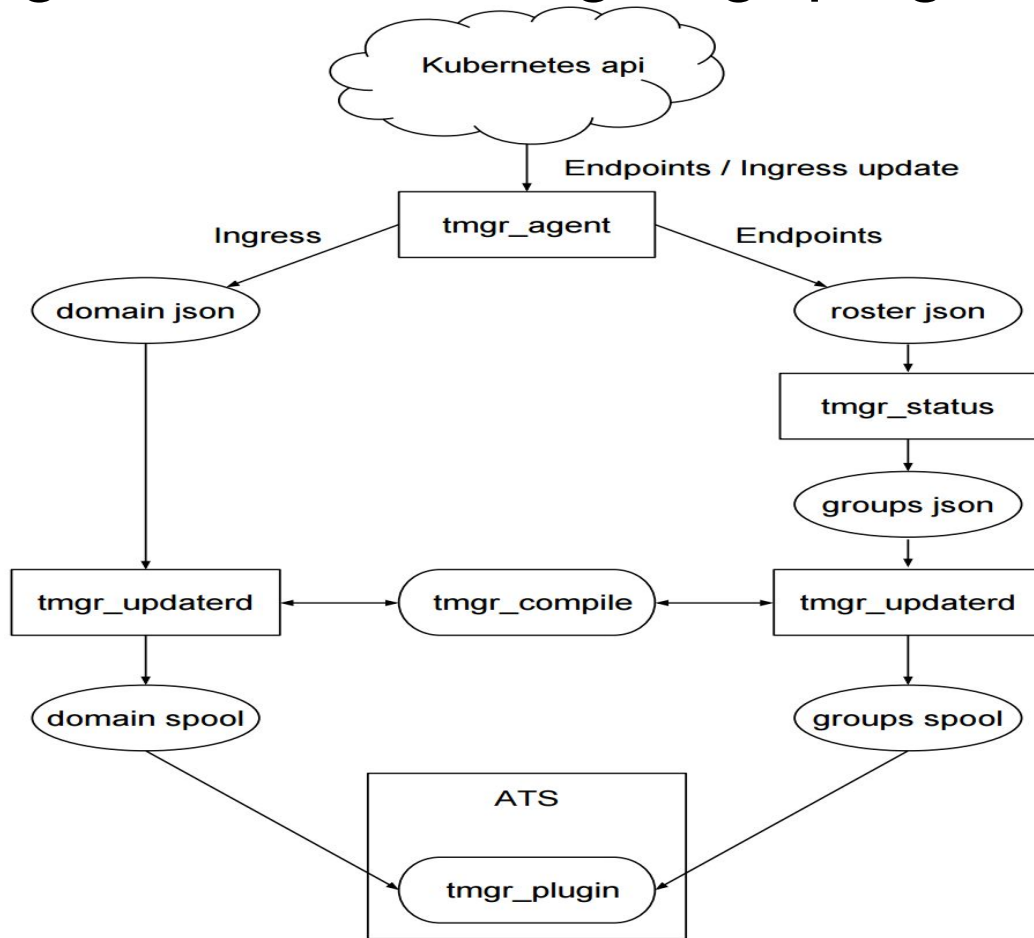 Kubernetes api
Endpoints / Ingress update
tmgr_agent
Ingress
Endpoints
domain json
roster json
tmgr_status
groups json
tmgr_updaterd
tmgr_compile
tmgr_updaterd
domain spool
groups spool
ATS
tmgr_plugin